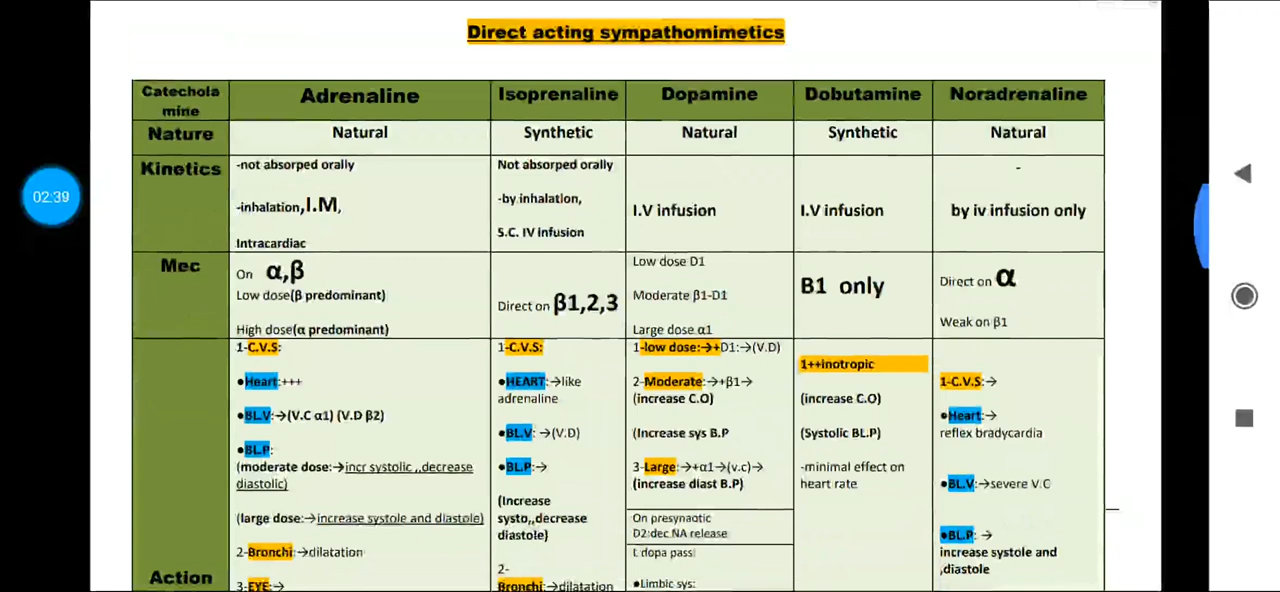 Direct acting sympathomimetics
Catechola
mine
Adrenaline
Isoprenaline
Dopamine
Dobutamine
Noradrenaline
Nature
Natural
Synthetic
Natural
Synthetic
Natural
Kinetics
-not absorped orally
-inhalation,I.M,
Intracardiac
Not absorped orally
-by inhalation,
S.C. IV infusion
I.V infusion
I.V infusion
-
by iv infusion only
Mec
On α,β
Low dose(β predominant)
High dose(α predominant)
Direct on β1,2,3
Low dose D1
Moderate β1-D1
Large dose α1
B1 only
Direct on α
Weak on β1
Action
1-C.V.S:
●Heart:+++
●BL.V:→(V.C α1) (V.D β2)
●BL.P:
(moderate dose:→incr systolic ,,decrease
diastolic)
(large dose:→increase systole and diastole)
2-Bronchi:→dilatation
3-EYE:→
1-C.V.S:
●HEART:→like
adrenaline
●BL.V: →(V.D)
●BL.P:→
(Increase
systo,,decrease
diastole)
2-
Bronchi:→dilatation
1-low dose:→+D1:→(V.D)
2-Moderate:→+β1→
(increase C.O)
(Increase sys B.P
3-Large:→+α1→(v.c)→
(increase diast B.P)
On presynaotic
D2:dec NA release
L dopa pass
●Limbic sys:
1++inotropic
(increase C.O)
(Systolic BL.P)
-minimal effect on
heart rate
1-C.V.S:→
●Heart:→
reflex bradycardia
●BL.V:→severe V.C
●BL.P: →
increase systole and
,diastole
02:39